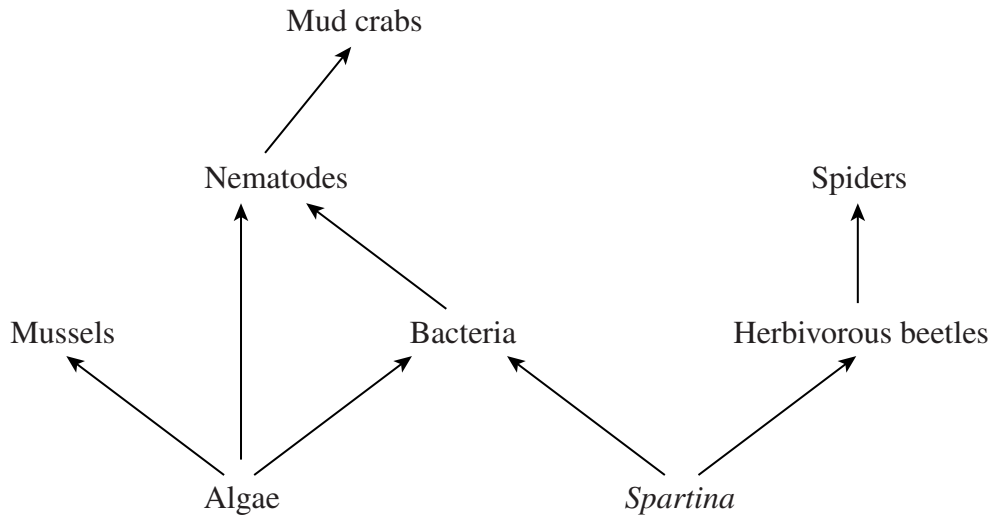 Mud crabs
Nematodes
Spiders
Mussels
Bacteria
Herbivorous beetles
Algae
Spartina